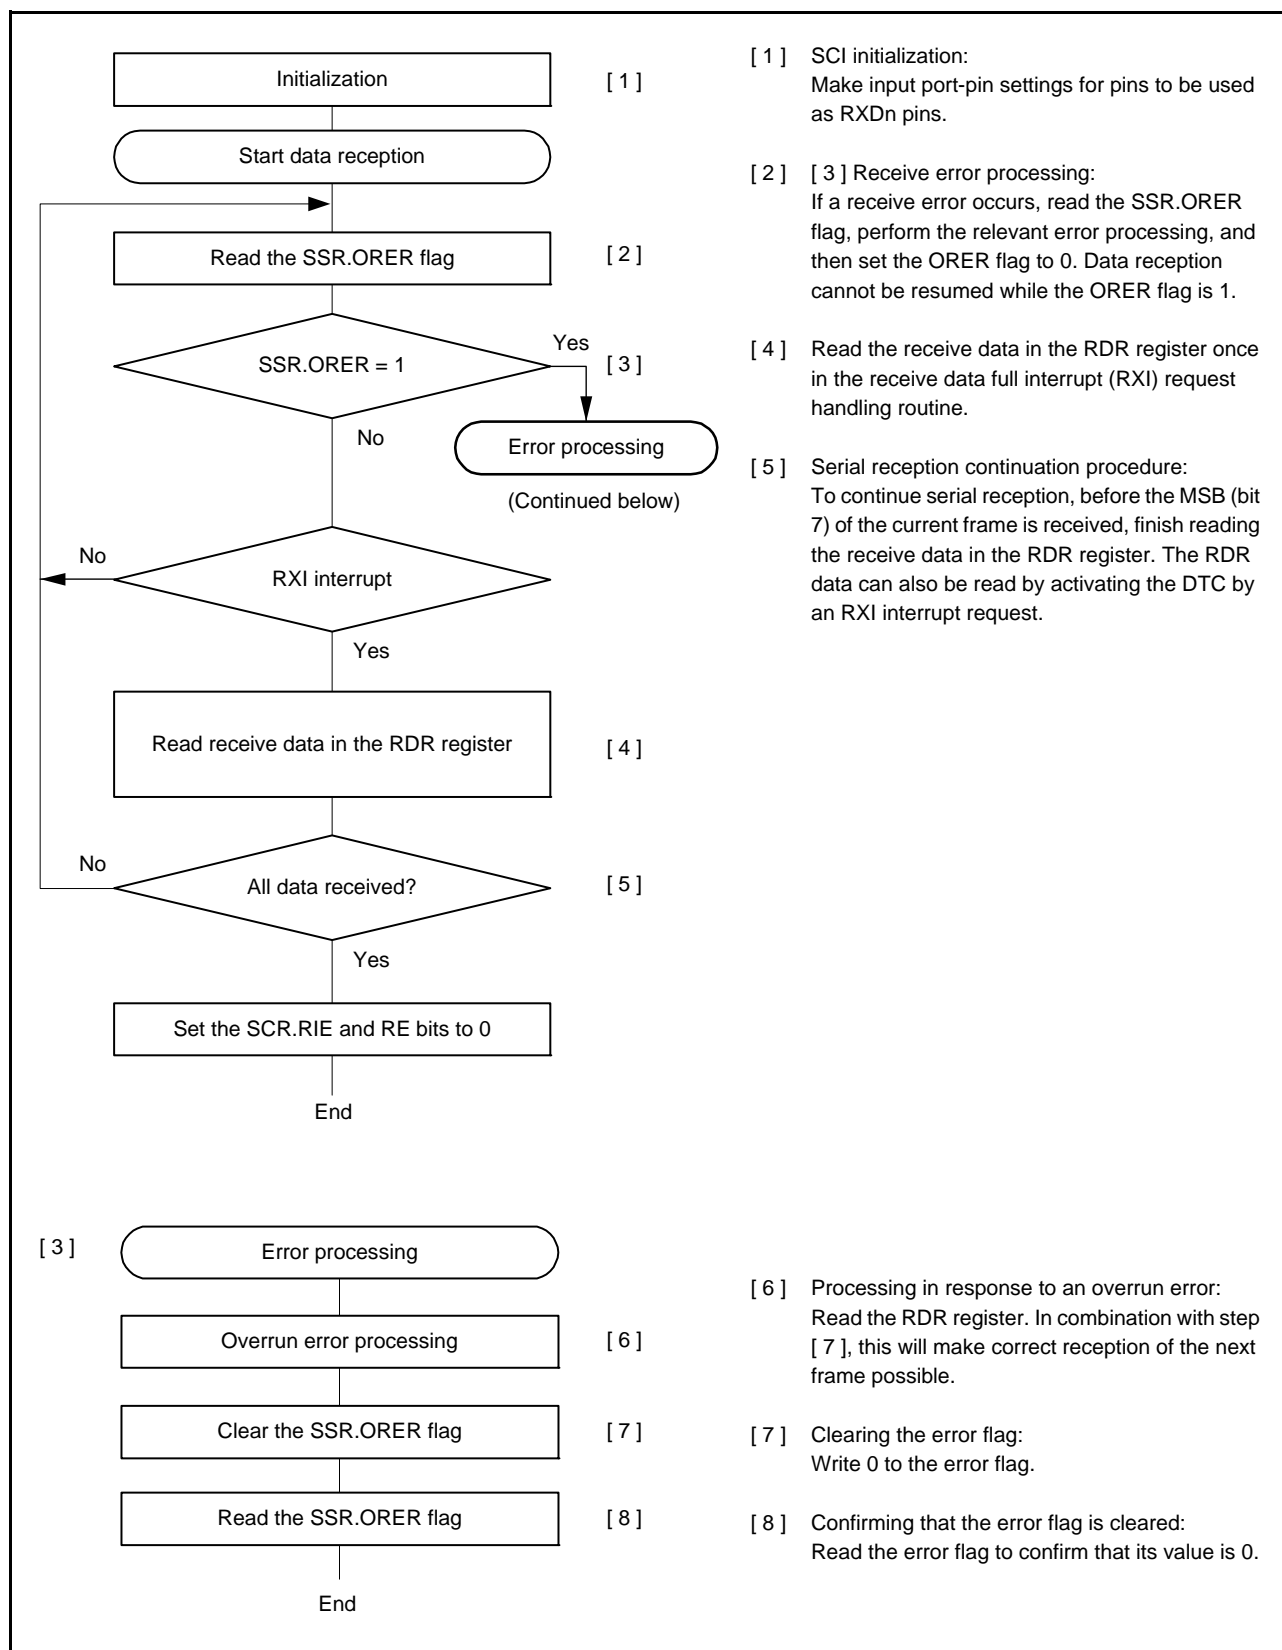 Initialization
[ 1 ]
Start data reception
Read the SSR.ORER flag
[ 2 ]
SSR.ORER = 1
Yes
[ 3 ]
No
Error processing
(Continued below)
No
RXI interrupt
Yes
Read receive data in the RDR register
[ 4 ]
No
All data received?
[ 5 ]
Yes
Set the SCR.RIE and RE bits to 0
End
[ 1 ] SCI initialization:
Make input port-pin settings for pins to be used
as RXDn pins.
[ 2 ] [ 3 ] Receive error processing:
If a receive error occurs, read the SSR.ORER
flag, perform the relevant error processing, and
then set the ORER flag to 0. Data reception
cannot be resumed while the ORER flag is 1.
[ 4 ] Read the receive data in the RDR register once
in the receive data full interrupt (RXI) request
handling routine.
[ 5 ] Serial reception continuation procedure:
To continue serial reception, before the MSB (bit
7) of the current frame is received, finish reading
the receive data in the RDR register. The RDR
data can also be read by activating the DTC by
an RXI interrupt request.
[ 3 ]
Error processing
Overrun error processing
[ 6 ]
Clear the SSR.ORER flag
[ 7 ]
Read the SSR.ORER flag
[ 8 ]
End
[ 6 ] Processing in response to an overrun error:
Read the RDR register. In combination with step
[ 7 ], this will make correct reception of the next
frame possible.
[ 7 ] Clearing the error flag:
Write 0 to the error flag.
[ 8 ] Confirming that the error flag is cleared:
Read the error flag to confirm that its value is 0.